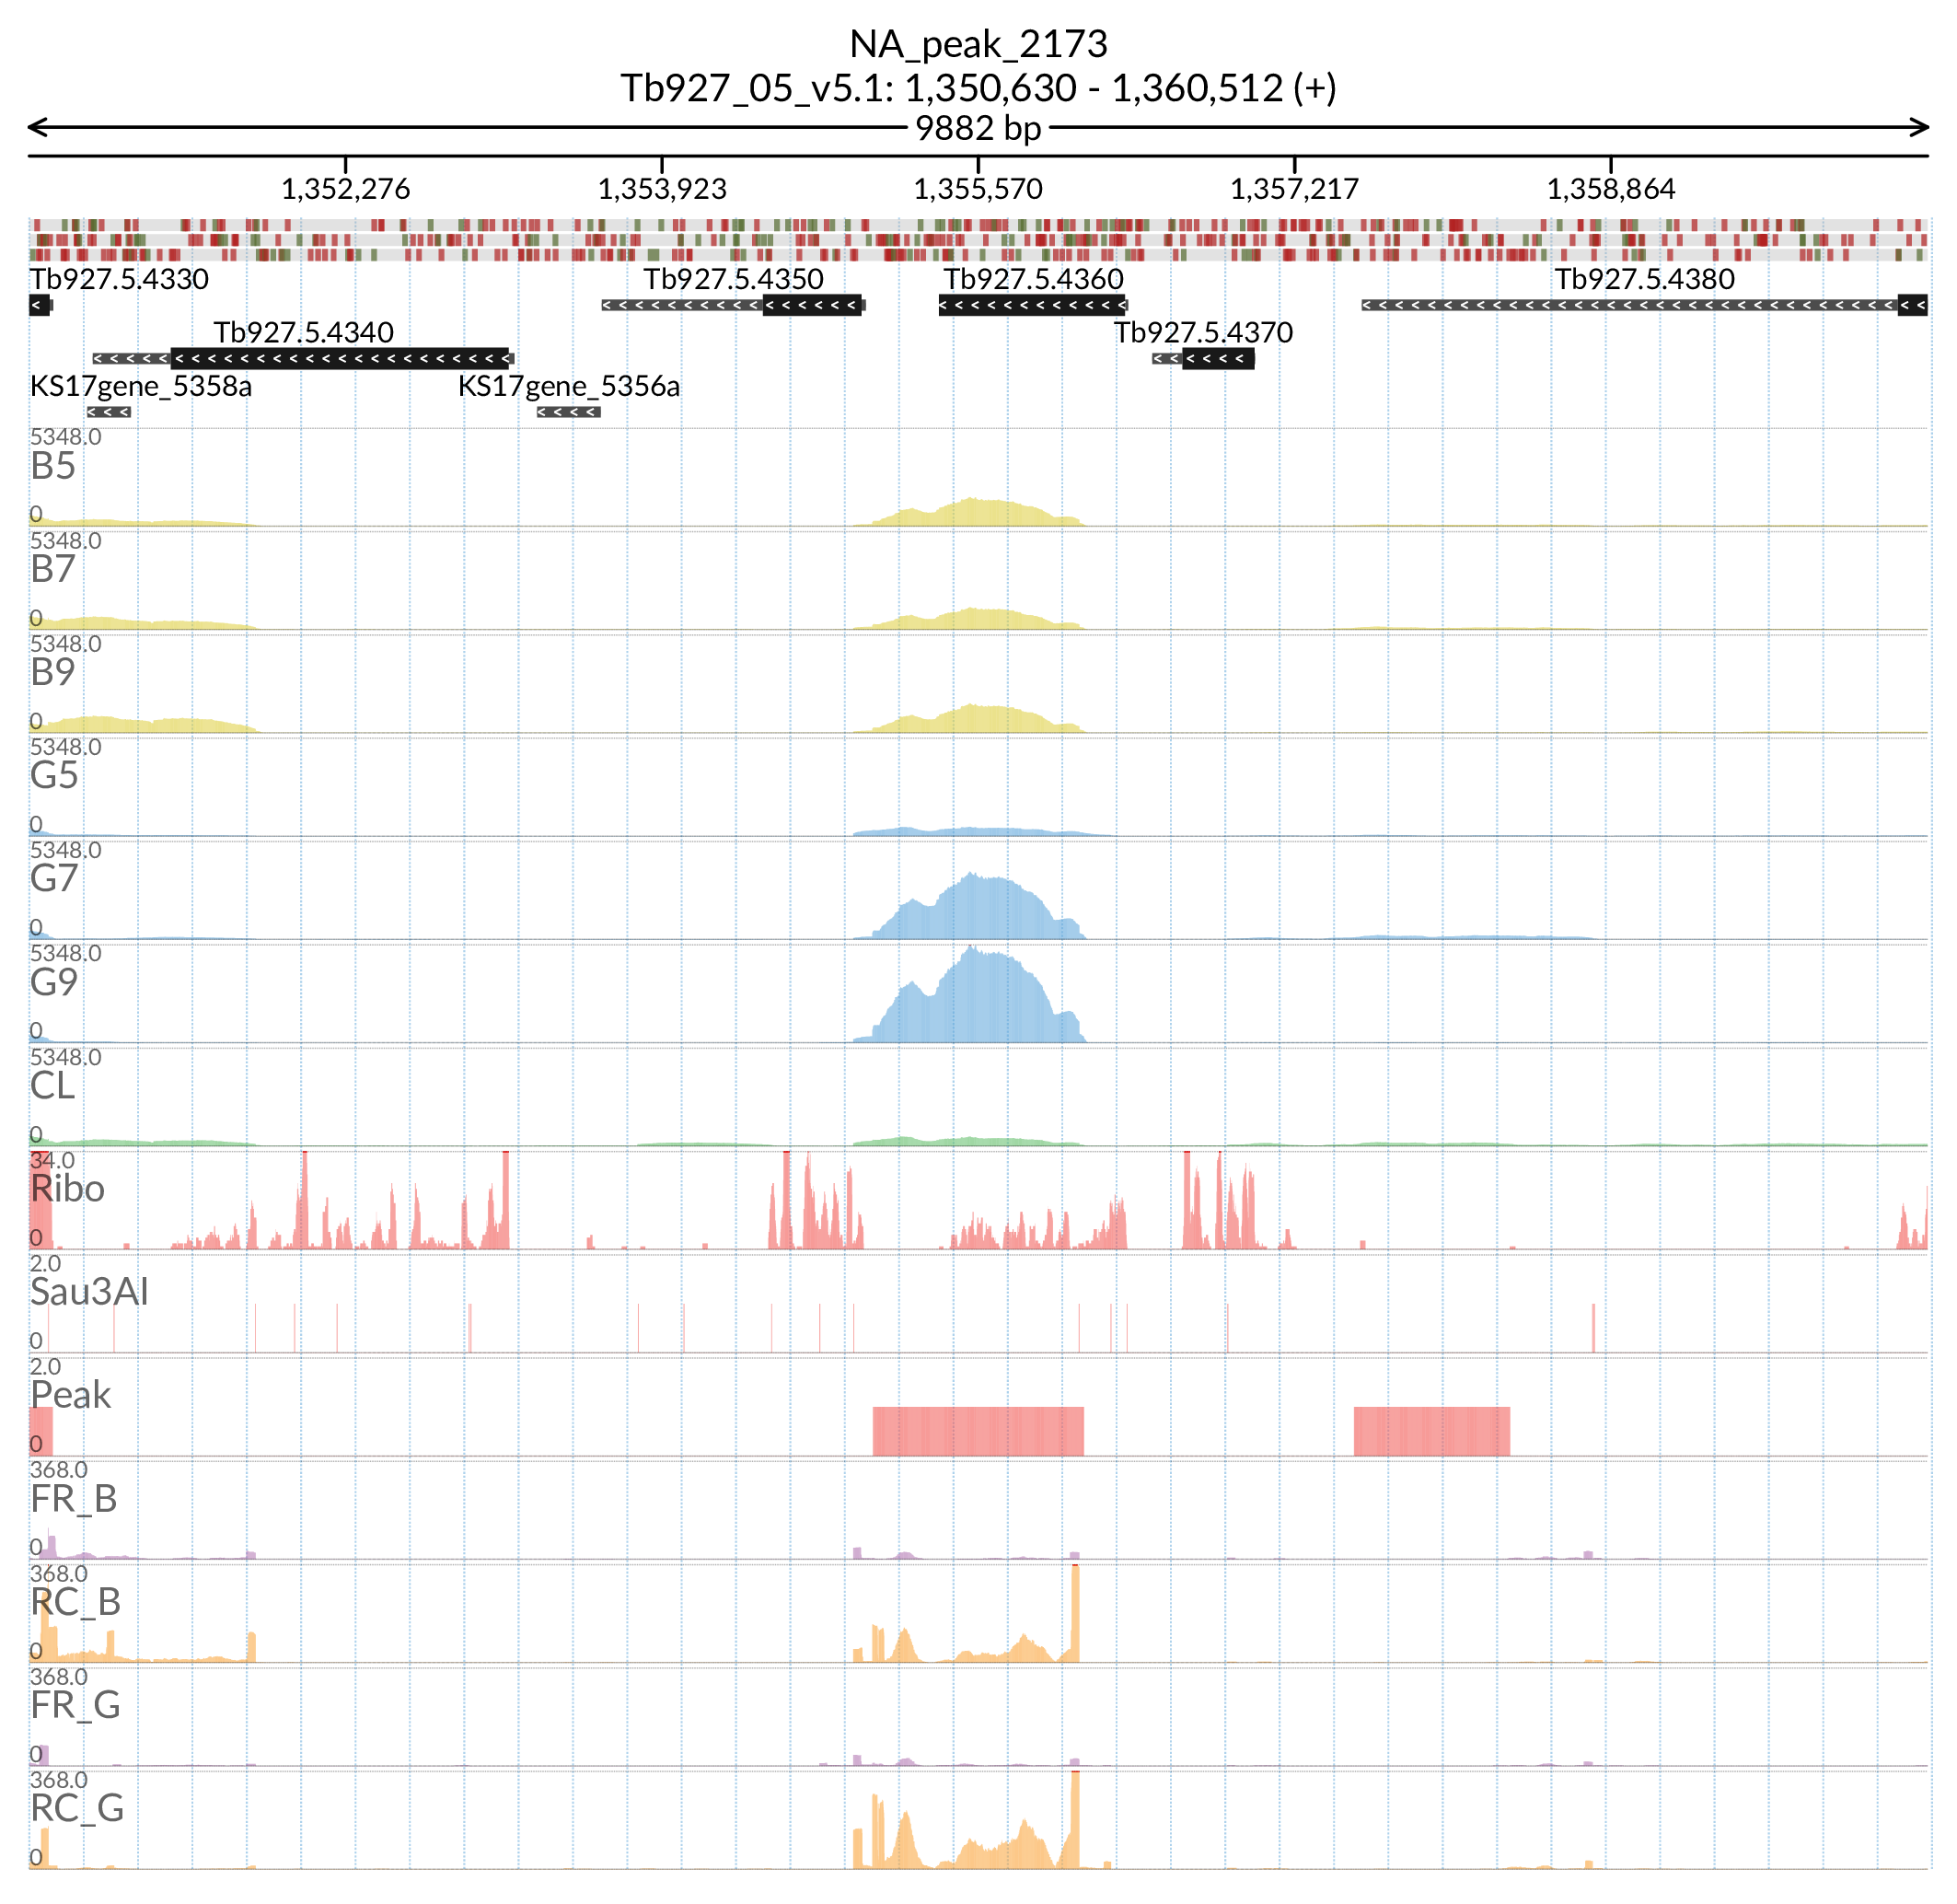 NA_peak_2173
Tb927_05_v5.1: 1,350,630 - 1,360,512 (+)
9882 bp
1,352,276 1,353,923 1,355,570 1,357,217 1,358,864
Tb927.5.4330 Tb927.5.4350 Tb927.5.4360 Tb927.5.4380
Tb927.5.4340 Tb927.5.4370
KS17gene_5358a KS17gene_5356a
5348.0
B5
0
5348.0
B7
0
5348.0
B9
0
5348.0
G5
0
5348.0
G7
0
5348.0
G9
0
5348.0
CL
0
34.0
Ribo
0
2.0
Sau3AI
0
2.0
Peak
0
368.0
FR_B
0
368.0
RC_B
0
368.0
FR_G
0
368.0
RC_G
0